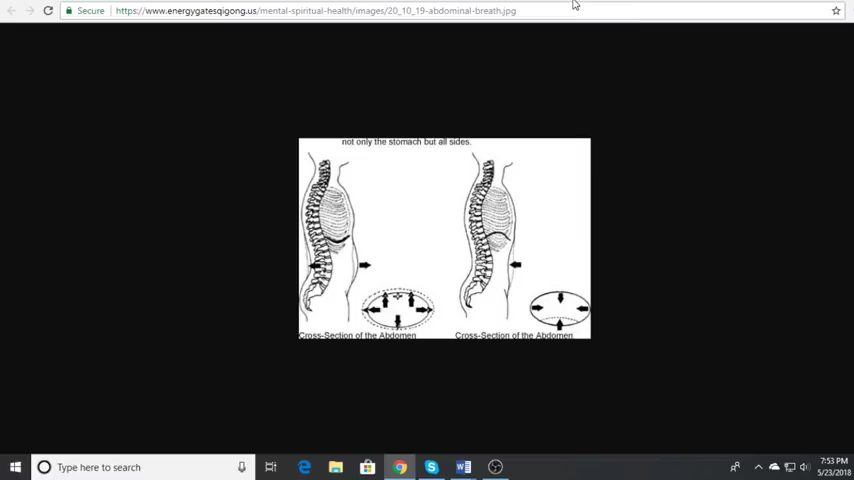 Secure
https://www.energygatesqigong.us/mental-spiritual-health/images/20_10_19-abdominal-breath.jpg
not only the stomach but all sides.
Cross-Section of the Abdomen
Cross-Section of the Abdomen
Type here to search
7:53 PM
5/23/2018